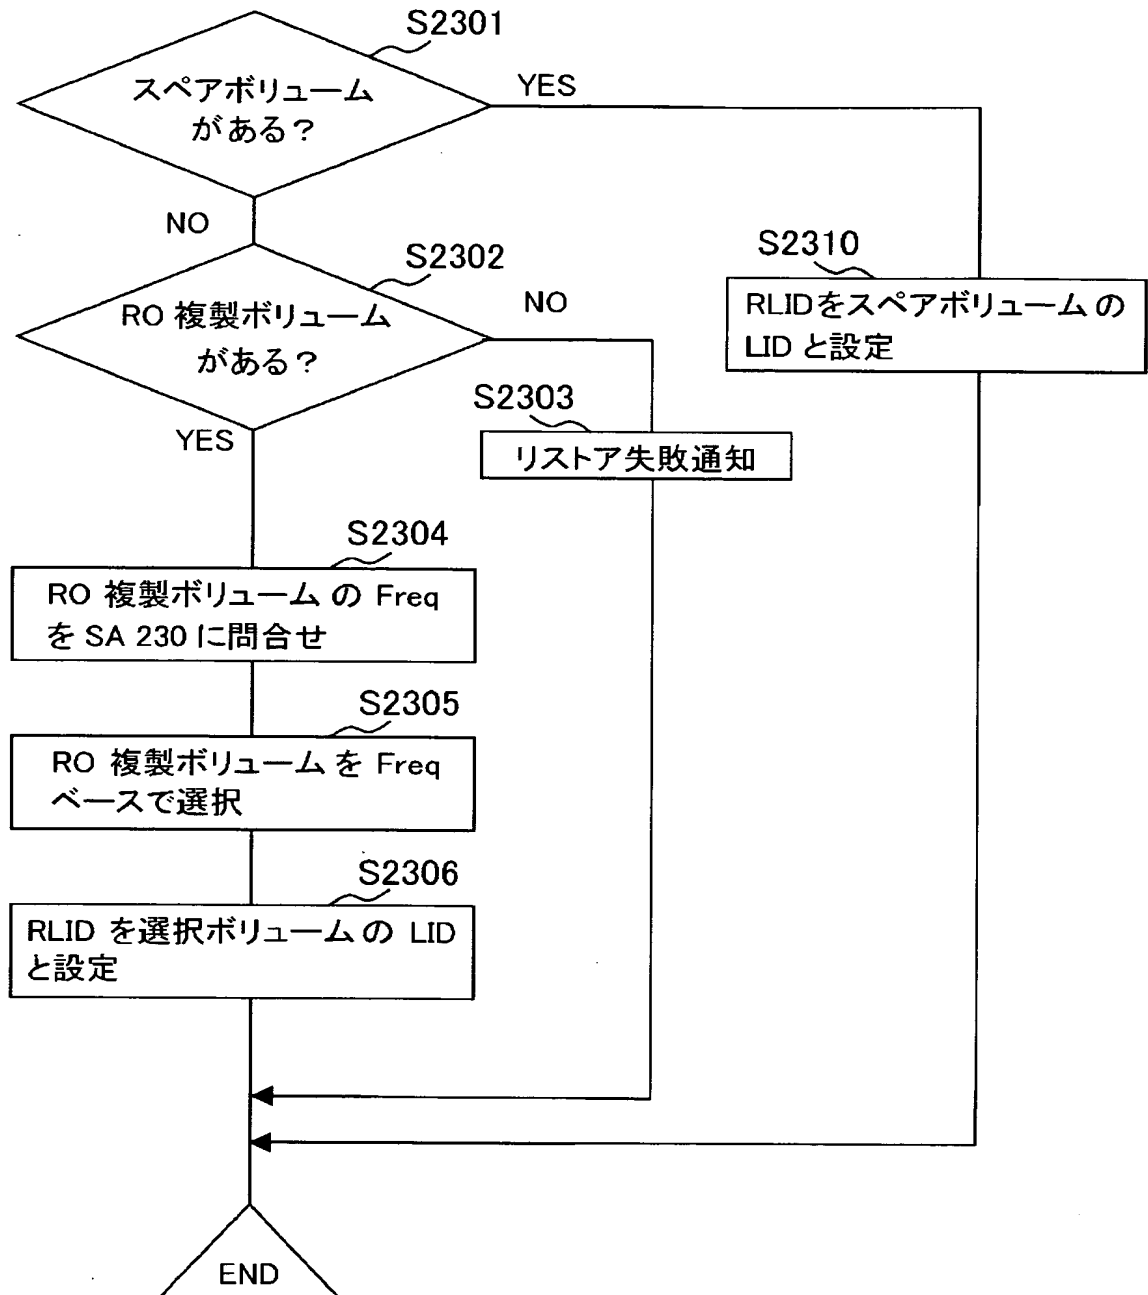 S2301
スペアボリューム
がある?
YES
NO
S2302
RO 複製ボリューム
がある?
NO
YES
S2310
RLIDをスペアボリュームの
LID と設定
S2303
リストア失敗通知
S2304
RO 複製ボリューム の Freq
を SA 230 に問合せ
S2305
RO 複製ボリューム を Freq
ベースで選択
S2306
RLID を選択ボリュームの LID
と設定
END